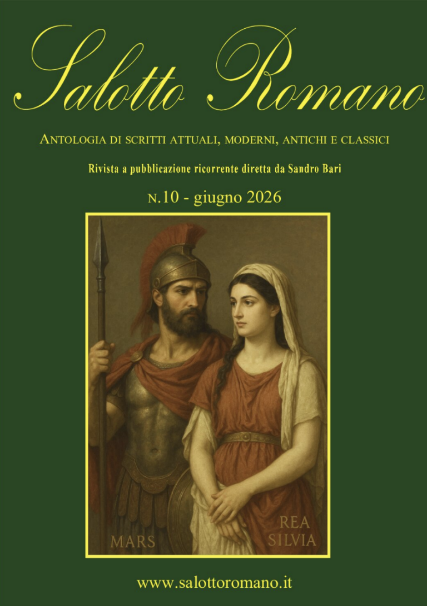 Salotto Romano
Antologia di scritti attuali, moderni, antichi e classici
Rivista a pubblicazione ricorrente diretta da Sandro Bari
N.10 - giugno 2026
MARS
REA
SILVIA
www.salottoromano.it